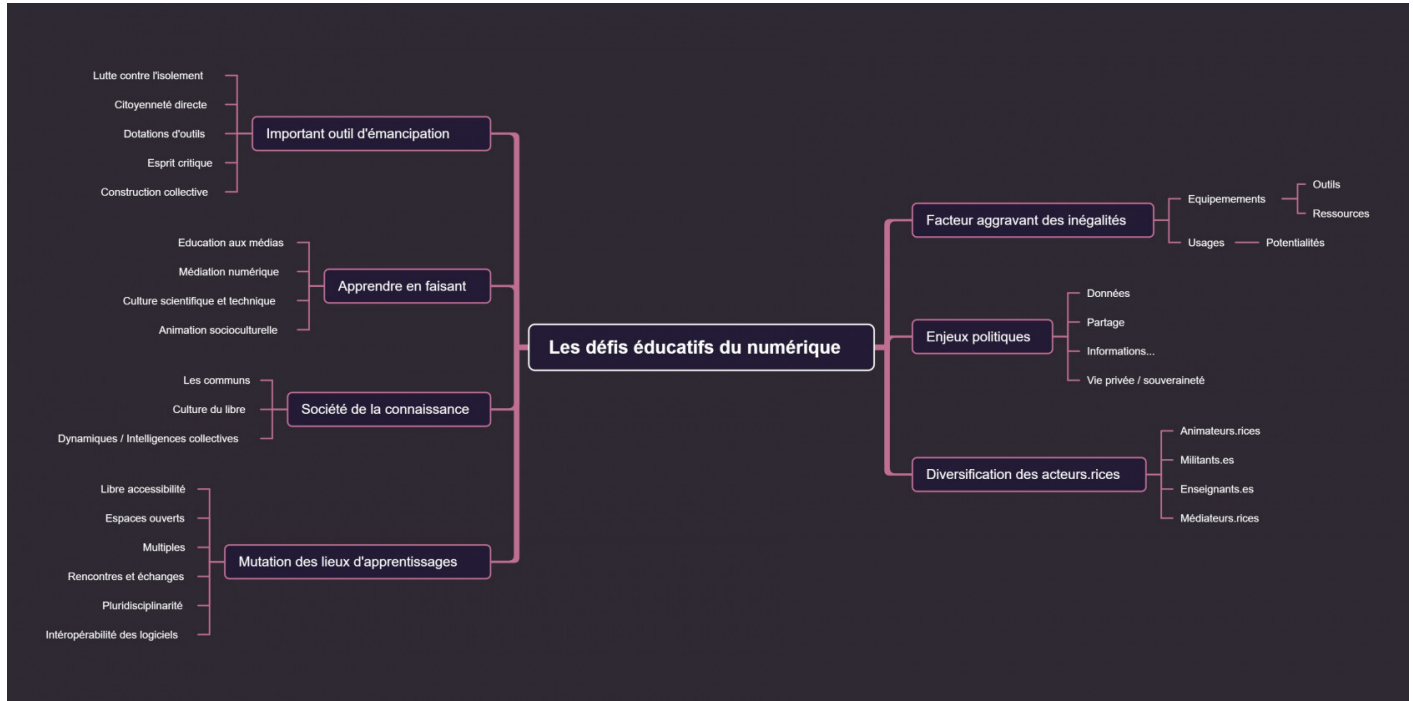 Les défis éducatifs du numérique
Important outil d'émancipation
Lutte contre l'isolement
Citoyenneté directe
Dotations d'outils
Esprit critique
Construction collective
Apprendre en faisant
Education aux médias
Médiation numérique
Culture scientifique et technique
Animation socioculturelle
Société de la connaissance
Les communs
Culture du libre
Dynamiques / Intelligences collectives
Mutation des lieux d'apprentissages
Libre accessibilité
Espaces ouverts
Multiples
Rencontres et échanges
Pluridisciplinarité
Intéropérabilité des logiciels
Facteur aggravant des inégalités
Equipemements
Outils
Ressources
Usages
Potentialités
Enjeux politiques
Données
Partage
Informations...
Vie privée / souveraineté
Diversification des acteurs.rices
Animateurs.rices
Militants.es
Enseignants.es
Médiateurs.rices